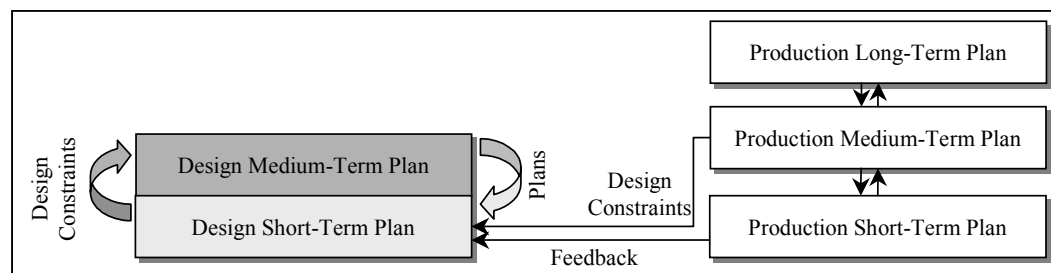 Production Long-Term Plan
Production Medium-Term Plan
Production Short-Term Plan
Design
Constraints
Design Medium-Term Plan
Design Short-Term Plan
Plans
Design
Constraints
Feedback